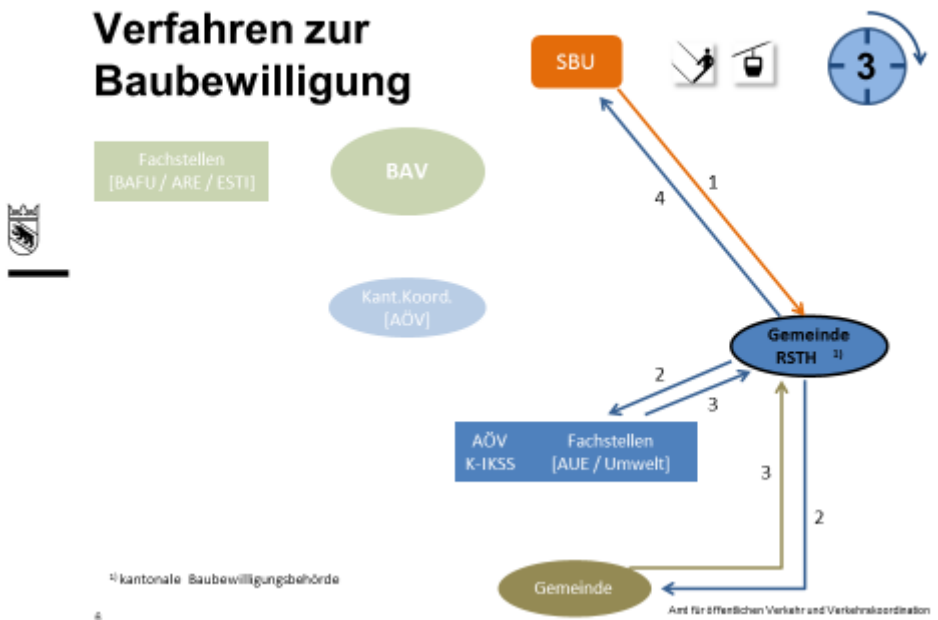 Verfahren zur
Baubewilligung
SBU
3
Fachstellen
[BAFU / ARE / ESTI]
BAV
1
4
Kant.Koord.
[AÖV]
Gemeinde
RSTH 1)
2
3
AÖV Fachstellen
K-IKSS [AUE / Umwelt]
3
2
Gemeinde
1) kantonale Baubewilligungsbehörde
Amt für öffentlichen Verkehr und Verkehrskoordination
6